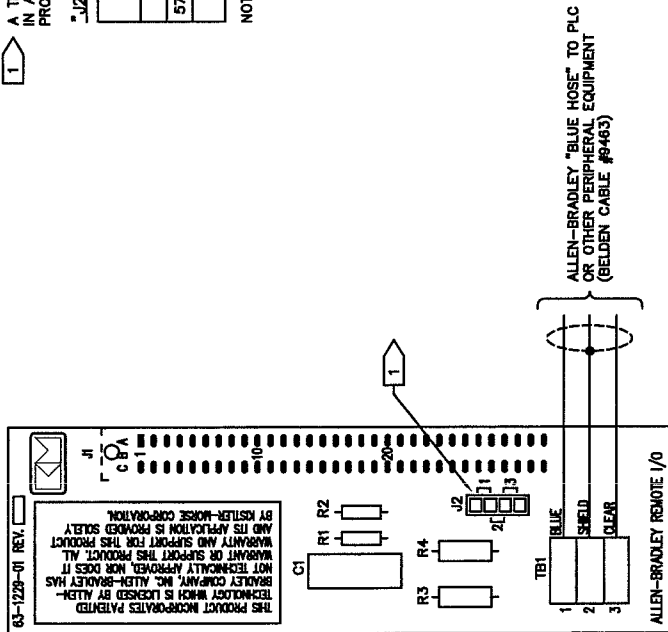 1
A T
IN A
PRO
"J2
57
NOT
63-1229-01 REV.
THIS PRODUCT INCORPORATES PATENTED
TECHNOLOGY WHICH IS LICENSED BY ALLEN-
BRADLEY COMPANY, INC. ALLEN-BRADLEY HAS
NOT TECHNICALLY APPROVED, NOR DOES IT
WARRANT OR SUPPORT THIS PRODUCT. ALL
WARRANTY AND SUPPORT FOR THIS PRODUCT
AND ITS APPLICATION IS PROVIDED SOLELY
BY KISTLER-MORSE CORPORATION.
J1
C B A
1
10
20
C1
R1
R2
R3
R4
J2
1
2
3
1
TB1
1 BLUE
2 SHIELD
3 CLEAR
ALLEN-BRADLEY "BLUE HOSE" TO PLC
OR OTHER PERIPHERAL EQUIPMENT
(BELDEN CABLE #9463)
ALLEN-BRADLEY REMOTE I/O